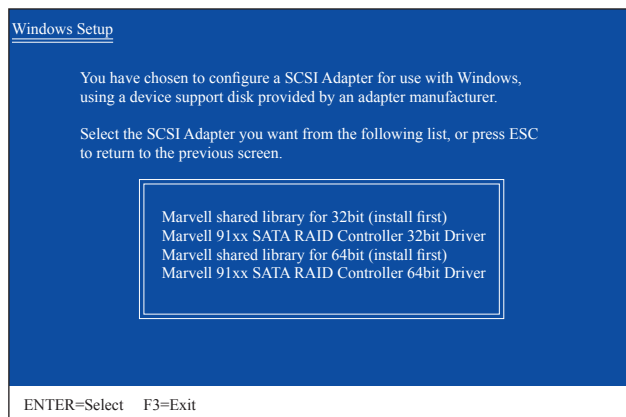 Windows Setup
You have chosen to configure a SCSI Adapter for use with Windows,
using a device support disk provided by an adapter manufacturer.
Select the SCSI Adapter you want from the following list, or press ESC
to return to the previous screen.
Marvell shared library for 32bit (install first)
Marvell 91xx SATA RAID Controller 32bit Driver
Marvell shared library for 64bit (install first)
Marvell 91xx SATA RAID Controller 64bit Driver
ENTER=Select F3=Exit